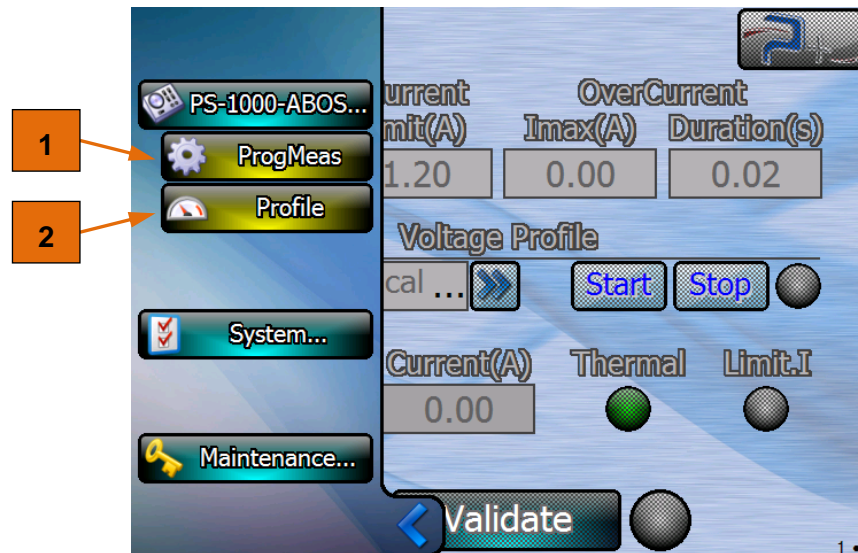 PS-1000-ABOS...
1
ProgMeas
2
Profile
System...
Maintenance...
urrent
mit(A)
1.20
OverCurrent
Imax(A) Duration(s)
0.00 0.02
Voltage Profile
cal ...
Start Stop
Current(A) Thermal Limit.I
0.00
Validate
1